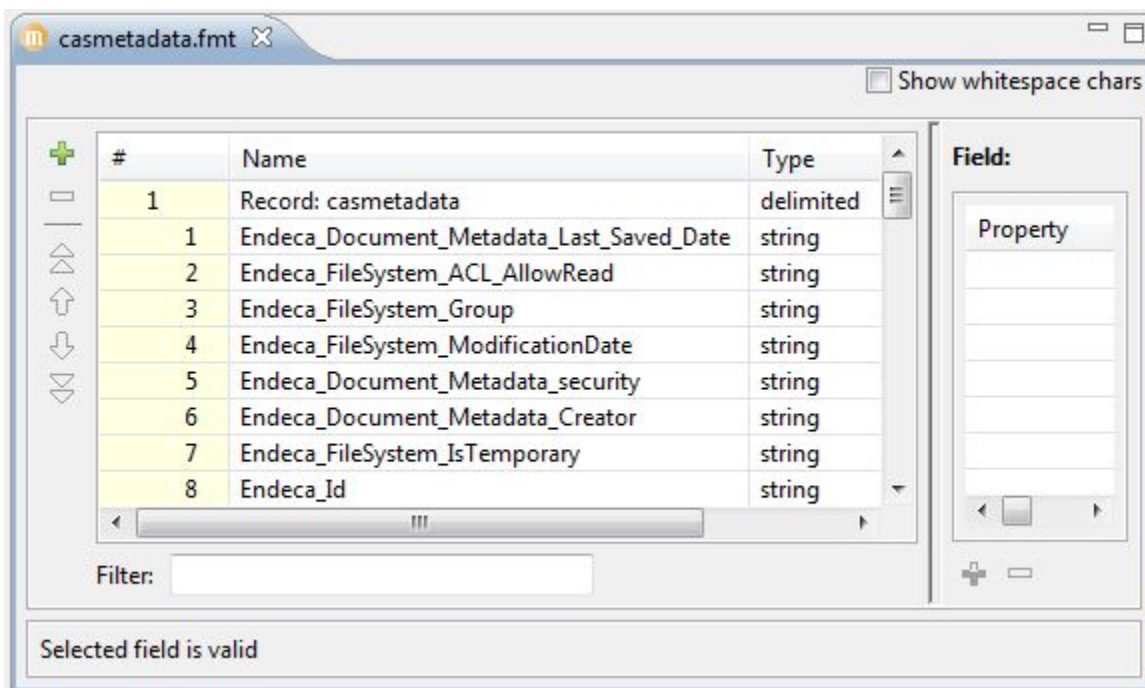 m casmetadata.fmt
Show whitespace chars
# Name Type
1 Record: casmetadata delimited
1 Endeca_Document_Metadata_Last_Saved_Date string
2 Endeca_FileSystem_ACL_AllowRead string
3 Endeca_FileSystem_Group string
4 Endeca_FileSystem_ModificationDate string
5 Endeca_Document_Metadata_security string
6 Endeca_Document_Metadata_Creator string
7 Endeca_FileSystem_IsTemporary string
8 Endeca_Id string
Filter:
Field:
Property
Selected field is valid